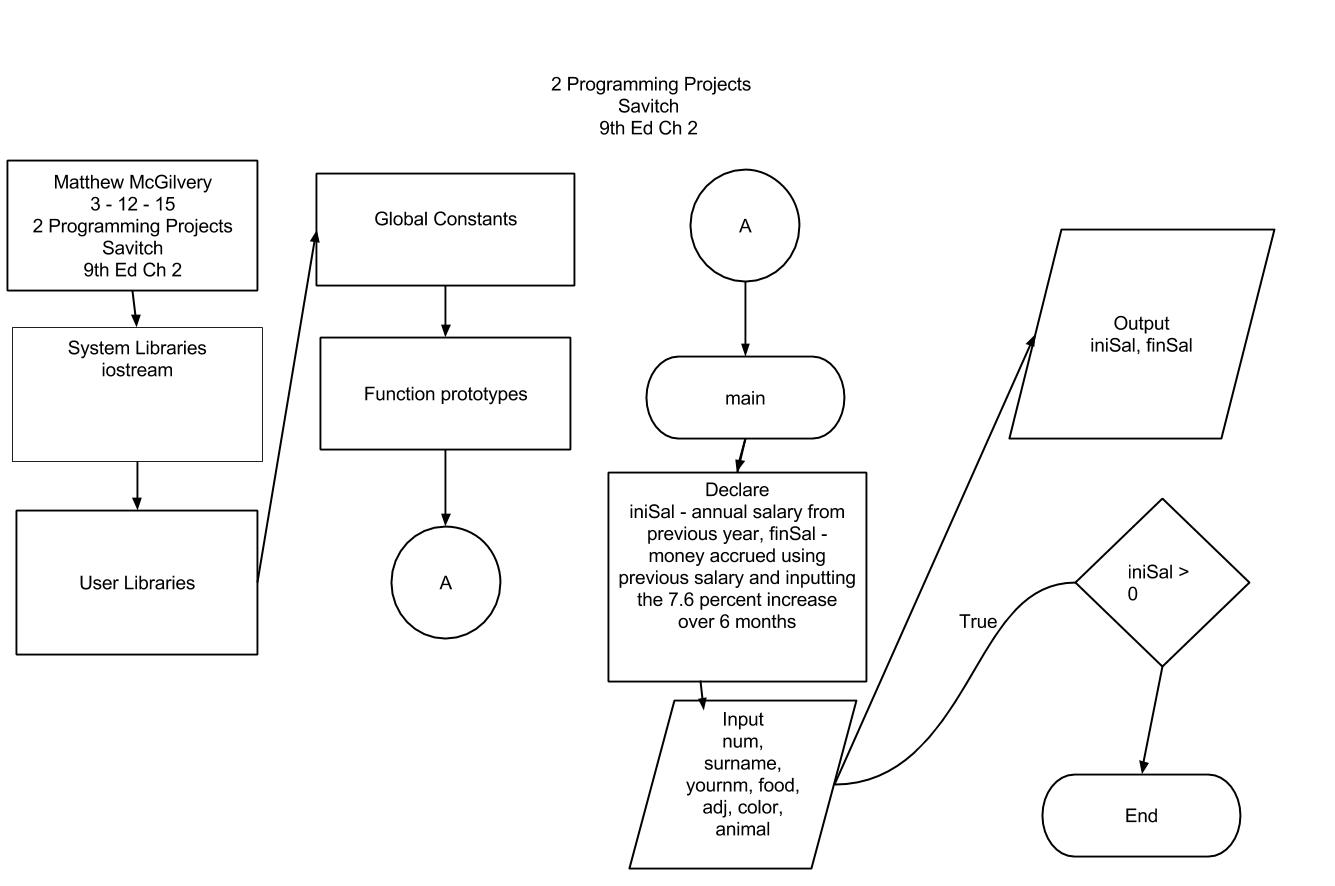 2 Programming Projects
Savitch
9th Ed Ch 2
Matthew McGilvery
3 - 12 - 15
2 Programming Projects
Savitch
9th Ed Ch 2
System Libraries
iostream
User Libraries
Global Constants
Function prototypes
A
A
main
Declare
iniSal - annual salary from
previous year, finSal -
money accrued using
previous salary and inputting
the 7.6 percent increase
over 6 months
Input
num,
surname,
yournm, food,
adj, color,
animal
Output
iniSal, finSal
iniSal >
0
True
End